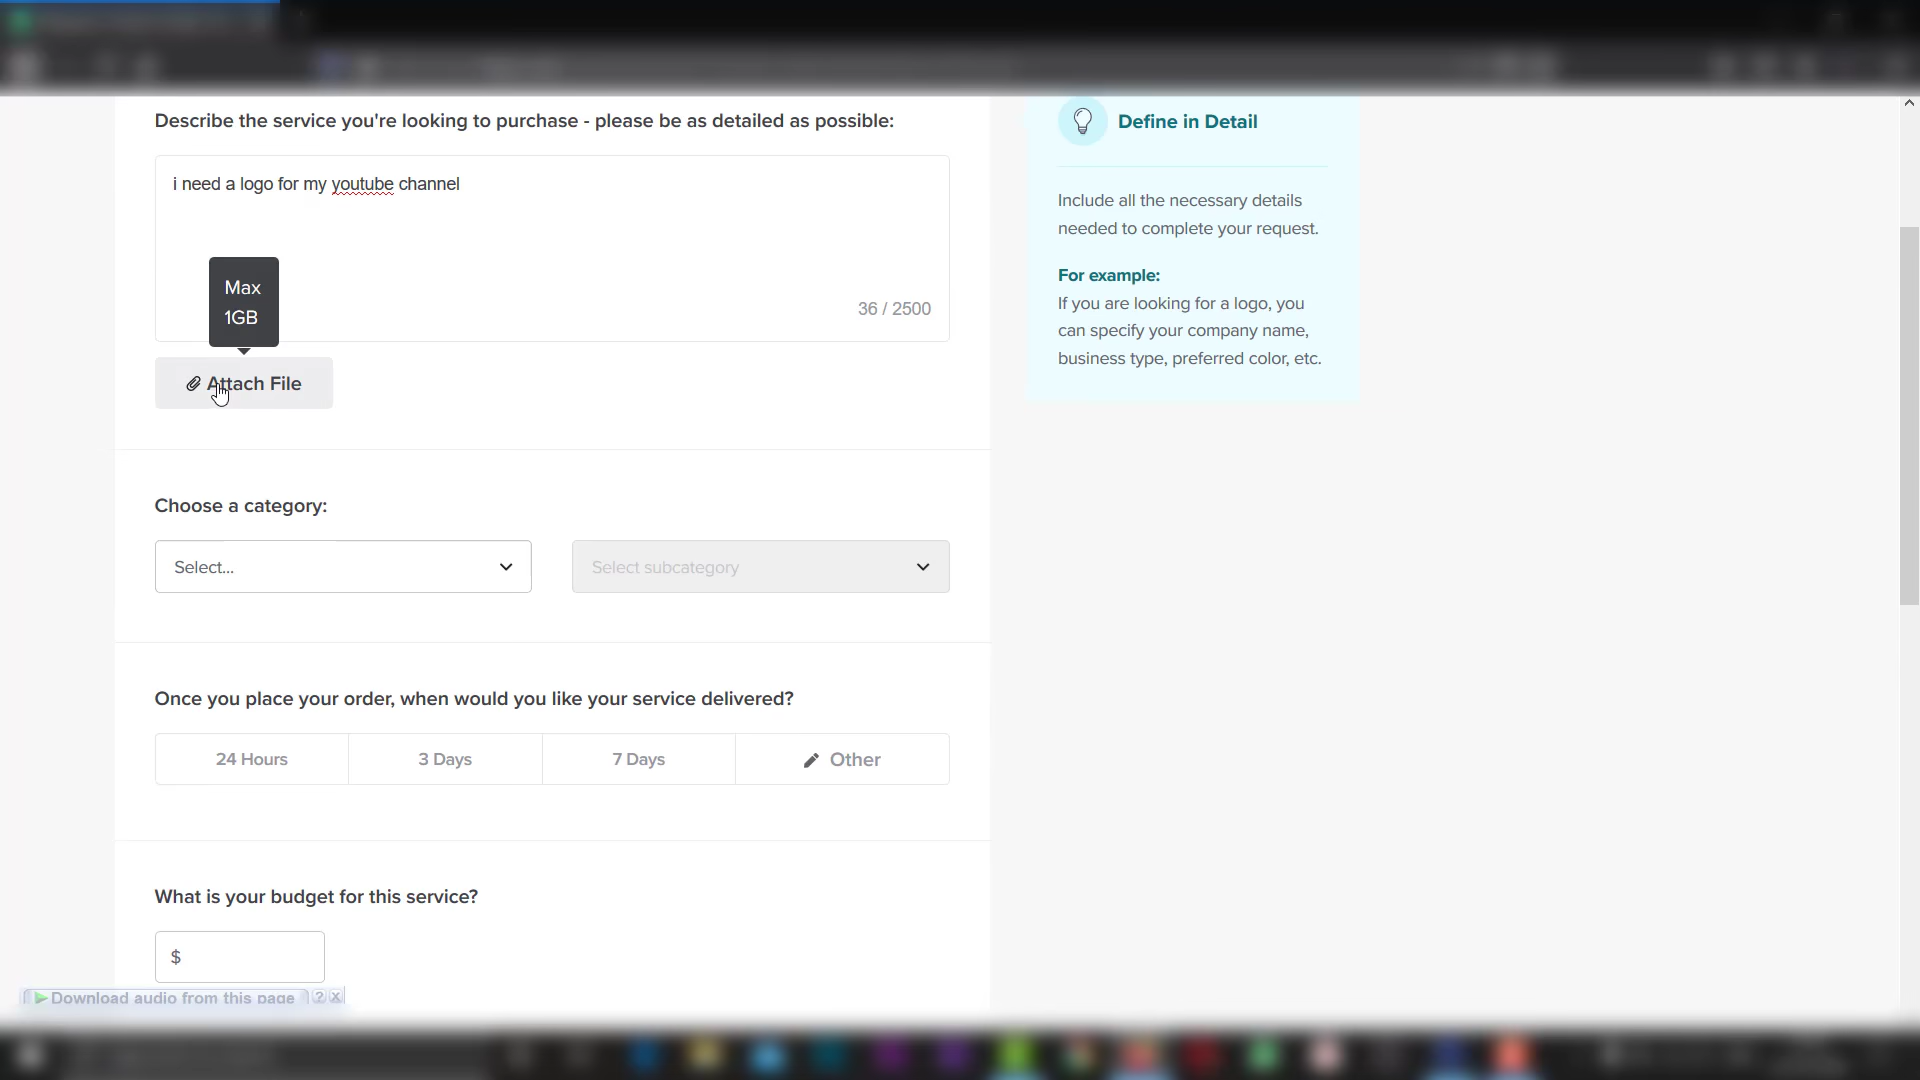 Describe the service you're looking to purchase - please be as detailed as possible:
i need a logo for my youtube channel
Max
1GB
36 / 2500
Attach File
Define in Detail
Include all the necessary details
needed to complete your request.
For example:
If you are looking for a logo, you
can specify your company name,
business type, preferred color, etc.
Choose a category:
Select...
Select subcategory
Once you place your order, when would you like your service delivered?
24 Hours
3 Days
7 Days
Other
What is your budget for this service?
$
Download audio from this page ? x